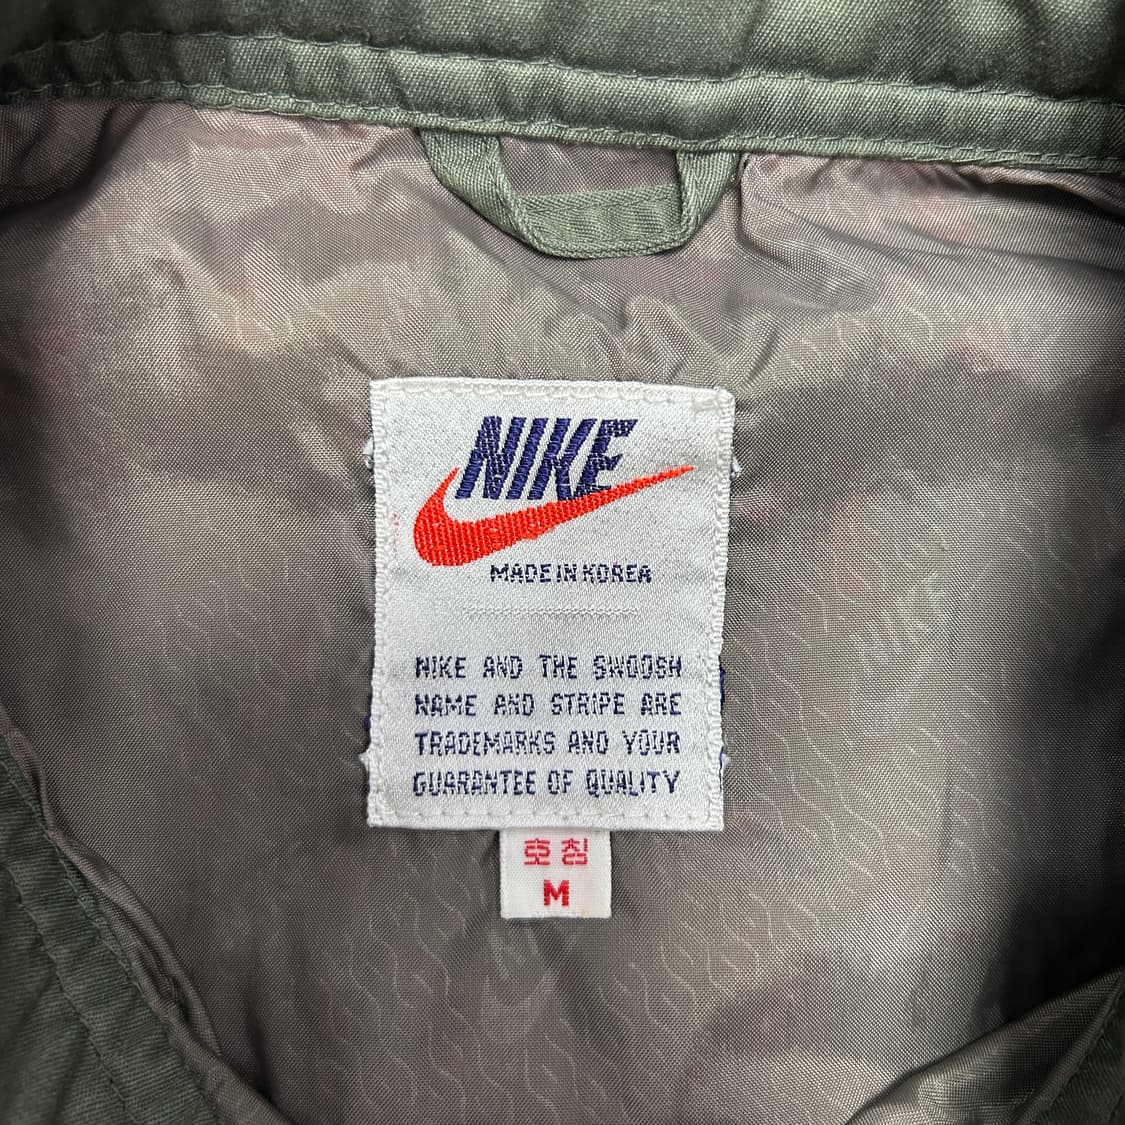 NIKE
MADE IN KOREA
NIKE AND THE SWOOSH
NAME AND STRIPE ARE
TRADEMARKS AND YOUR
GUARANTEE OF QUALITY
호칭
M